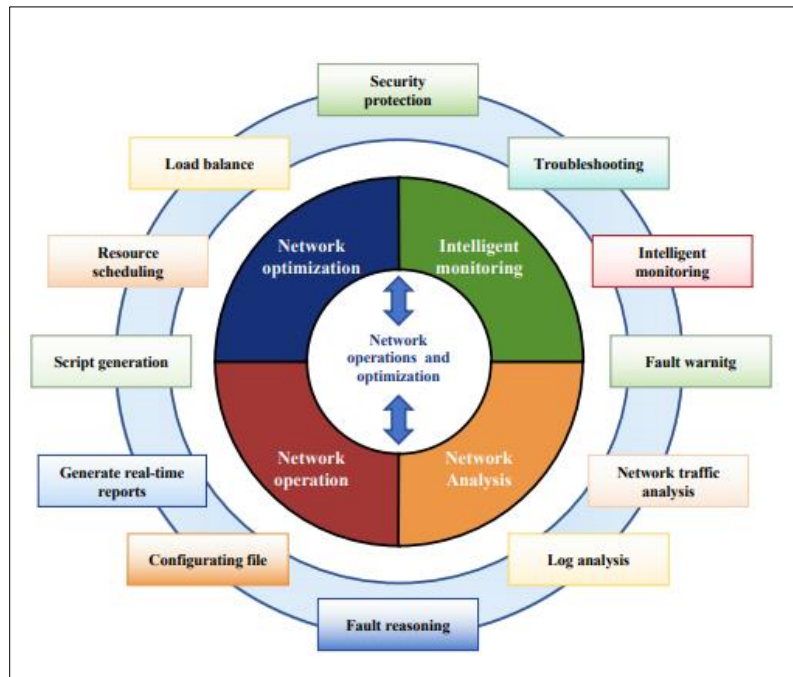 Security
protection
Load balance
Troubleshooting
Resource
scheduling
Network
optimization
Intelligent
monitoring
Intelligent
monitoring
Script generation
Network
operations and
optimization
Fault warnitg
Generate real-time
reports
Network
operation
Network
Analysis
Network traffic
analysis
Configurating file
Log analysis
Fault reasoning